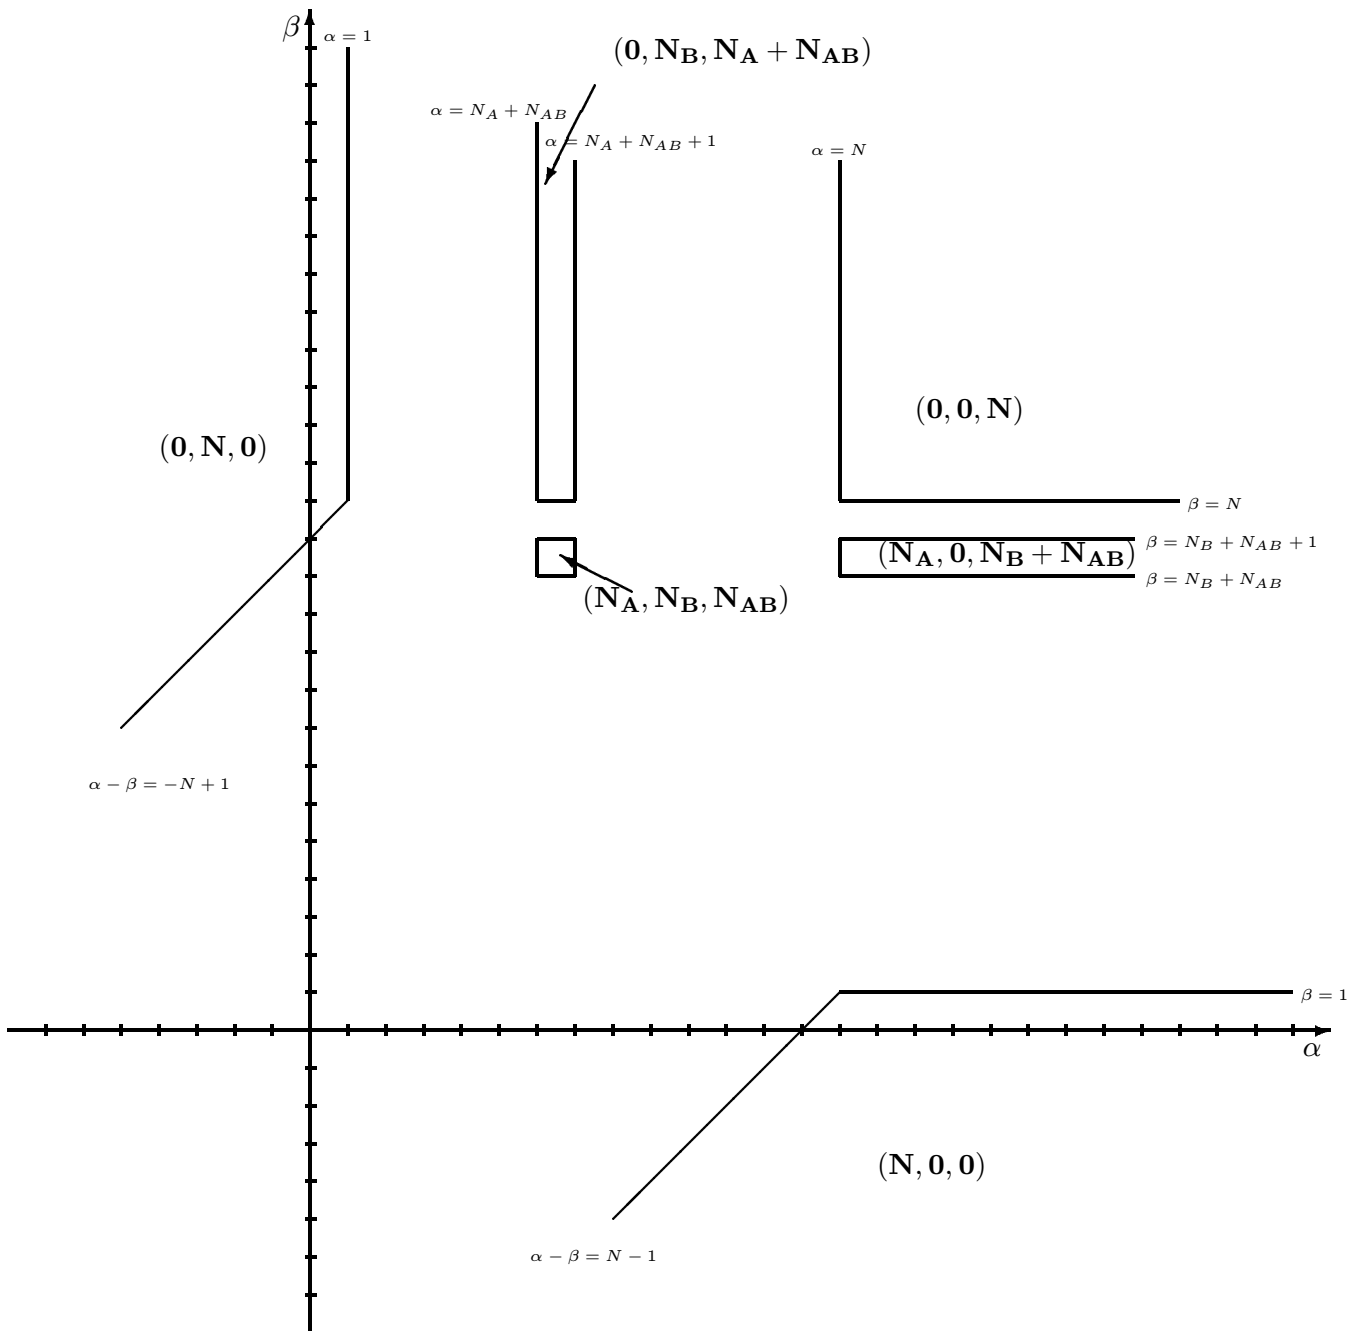 β
α = 1
(0, N_B, N_A + N_AB)
α = N_A + N_AB
α = N_A + N_AB + 1
α = N
(0, 0, N)
(0, N, 0)
β = N
β = N_B + N_AB + 1
(N_A, 0, N_B + N_AB)
β = N_B + N_AB
(N_A, N_B, N_AB)
α − β = −N + 1
β = 1
α
(N, 0, 0)
α − β = N − 1